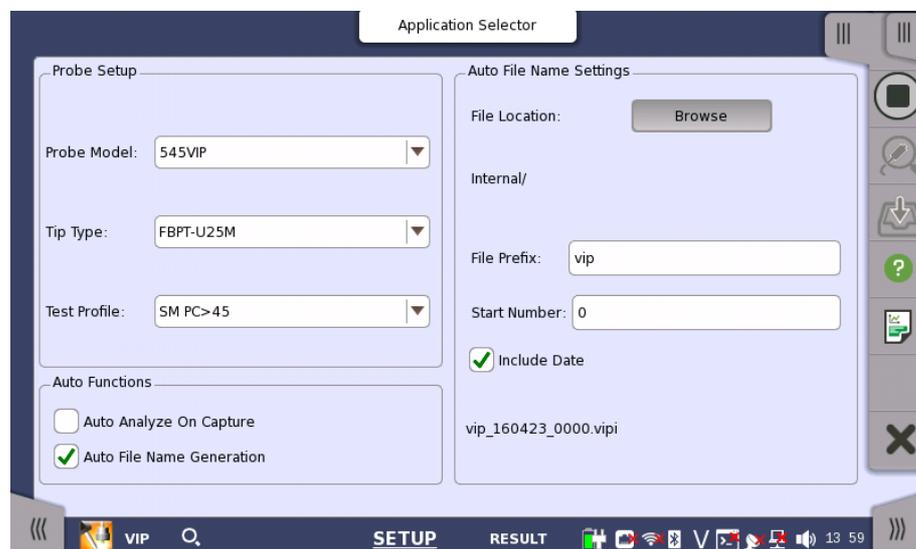 Application Selector
Probe Setup
Probe Model: 545VIP
Tip Type: FBPT-U25M
Test Profile: SM PC>45
Auto Functions
Auto Analyze On Capture
Auto File Name Generation
Auto File Name Settings
File Location: Browse
Internal/
File Prefix: vip
Start Number: 0
Include Date
vip_160423_0000.vipi
VIP SETUP RESULT 13 59